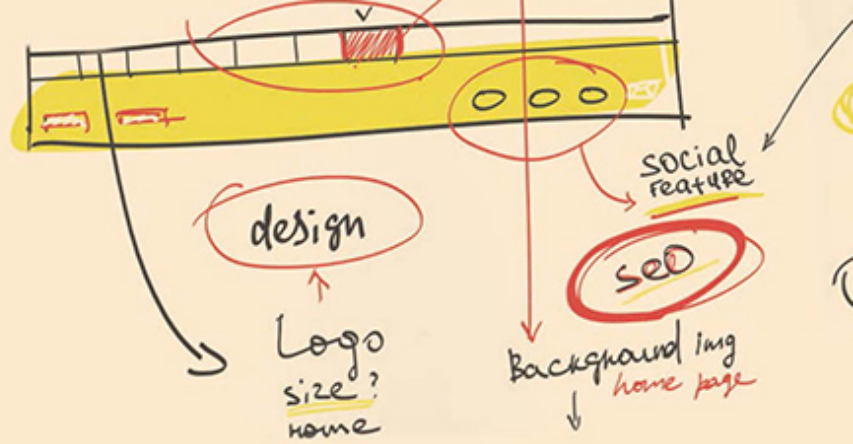 social
feature
design
seo
Logo
size?
Home
Background img
home page